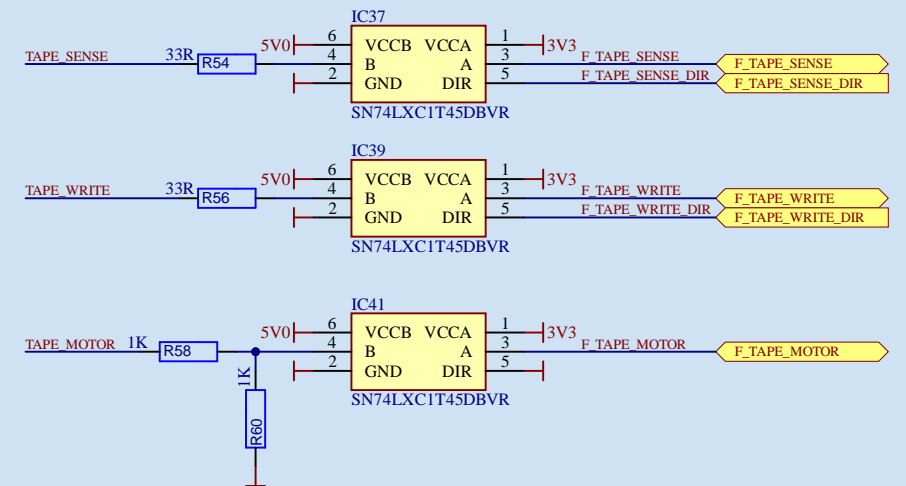 IC37
5V0 6 VCCB VCCA 1 3V3
TAPE_SENSE 33R R54 4 B A 3 F_TAPE_SENSE F_TAPE_SENSE
2 GND DIR 5 F_TAPE_SENSE_DIR F_TAPE_SENSE_DIR
SN74LXC1T45DBVR
IC39
5V0 6 VCCB VCCA 1 3V3
TAPE_WRITE 33R R56 4 B A 3 F_TAPE_WRITE F_TAPE_WRITE
2 GND DIR 5 F_TAPE_WRITE_DIR F_TAPE_WRITE_DIR
SN74LXC1T45DBVR
IC41
5V0 6 VCCB VCCA 1 3V3
TAPE_MOTOR 1K R58 4 B A 3 F_TAPE_MOTOR F_TAPE_MOTOR
2 GND DIR 5
1K
SN74LXC1T45DBVR
R60